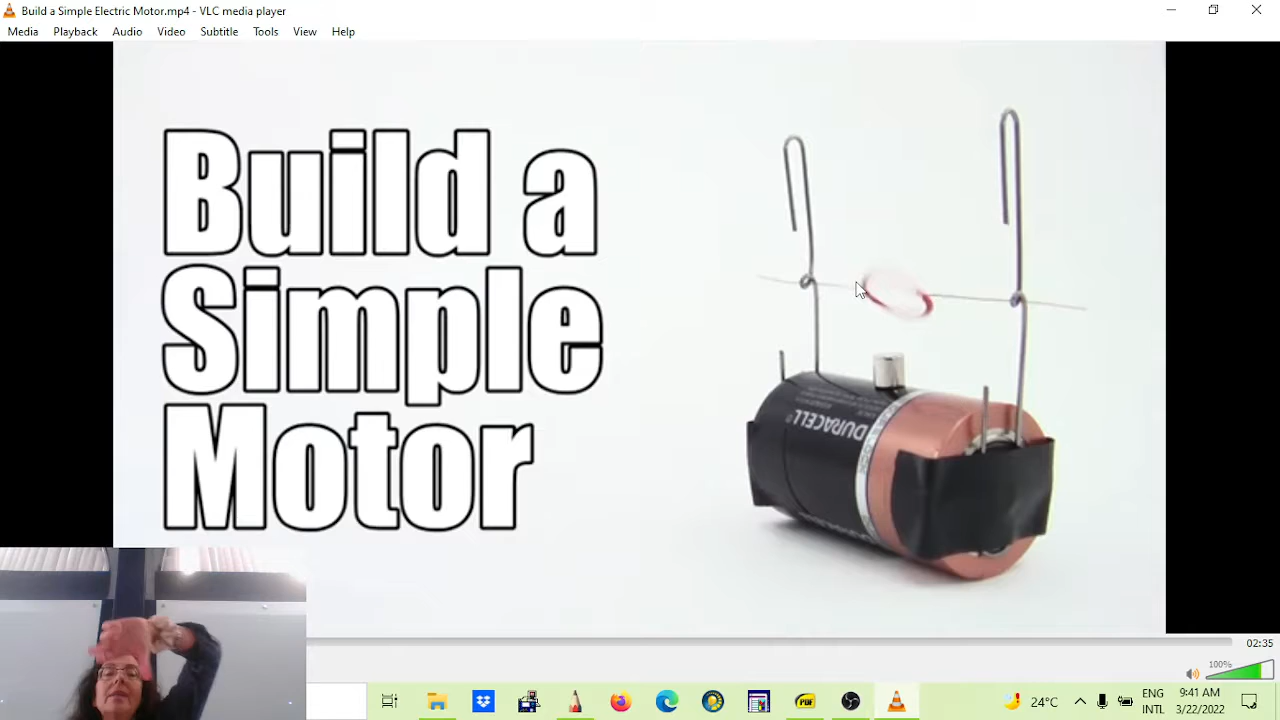 Build a Simple Electric Motor.mp4 - VLC media player
Media Playback Audio Video Subtitle Tools View Help
Build a
Simple
Motor
DURACELL
02:35
100%
PDF
24°C
ENG
INTL
9:41 AM
3/22/2022